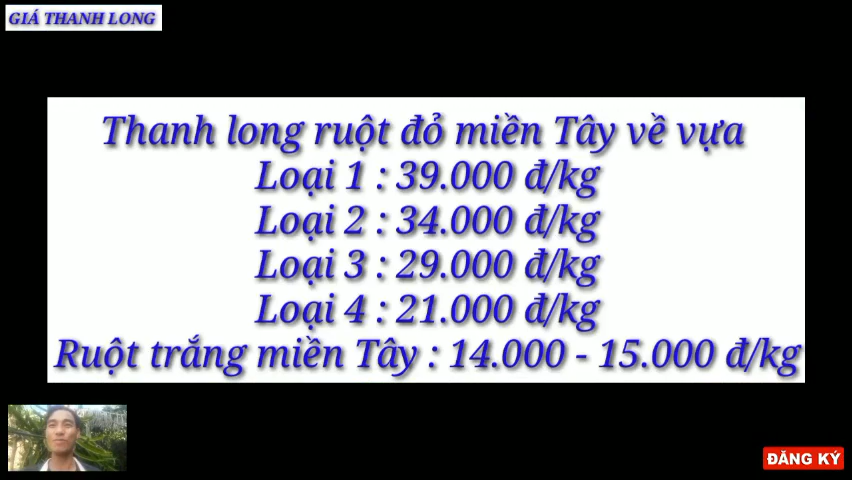 GIÁ THANH LONG
Thanh long ruột đỏ miền Tây về vựa
Loại 1 : 39.000 đ/kg
Loại 2 : 34.000 đ/kg
Loại 3 : 29.000 đ/kg
Loại 4 : 21.000 đ/kg
Ruột trắng miền Tây : 14.000 - 15.000 đ/kg
ĐĂNG KÝ